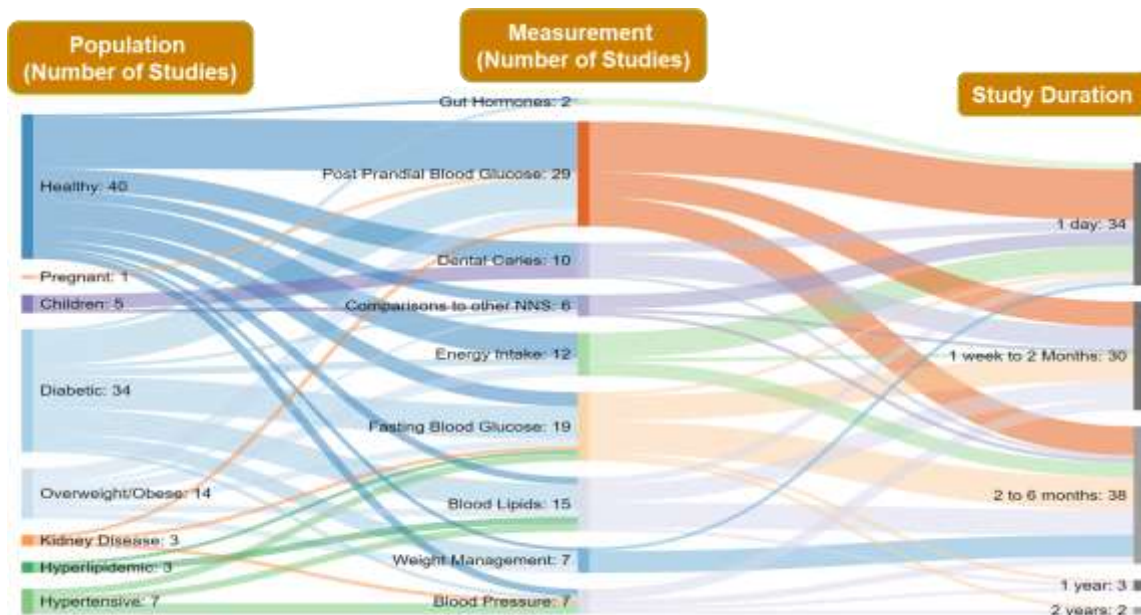 Population
(Number of Studies)
Measurement
(Number of Studies)
Study Duration
Gut Hormones: 2
Post Prandial Blood Glucose: 29
Healthy: 40
1 day: 34
Dental Caries: 10
Pregnant: 1
Children: 5
Comparisons to other NNS: 6
Energy Intake: 12
1 week to 2 Months: 30
Diabetic: 34
Fasting Blood Glucose: 19
Overweight/Obese: 14
Blood Lipids: 15
2 to 6 months: 38
Kidney Disease: 3
Weight Management: 7
Hyperlipidemic: 3
1 year: 3
Hypertensive: 7
Blood Pressure: 7
2 years: 2